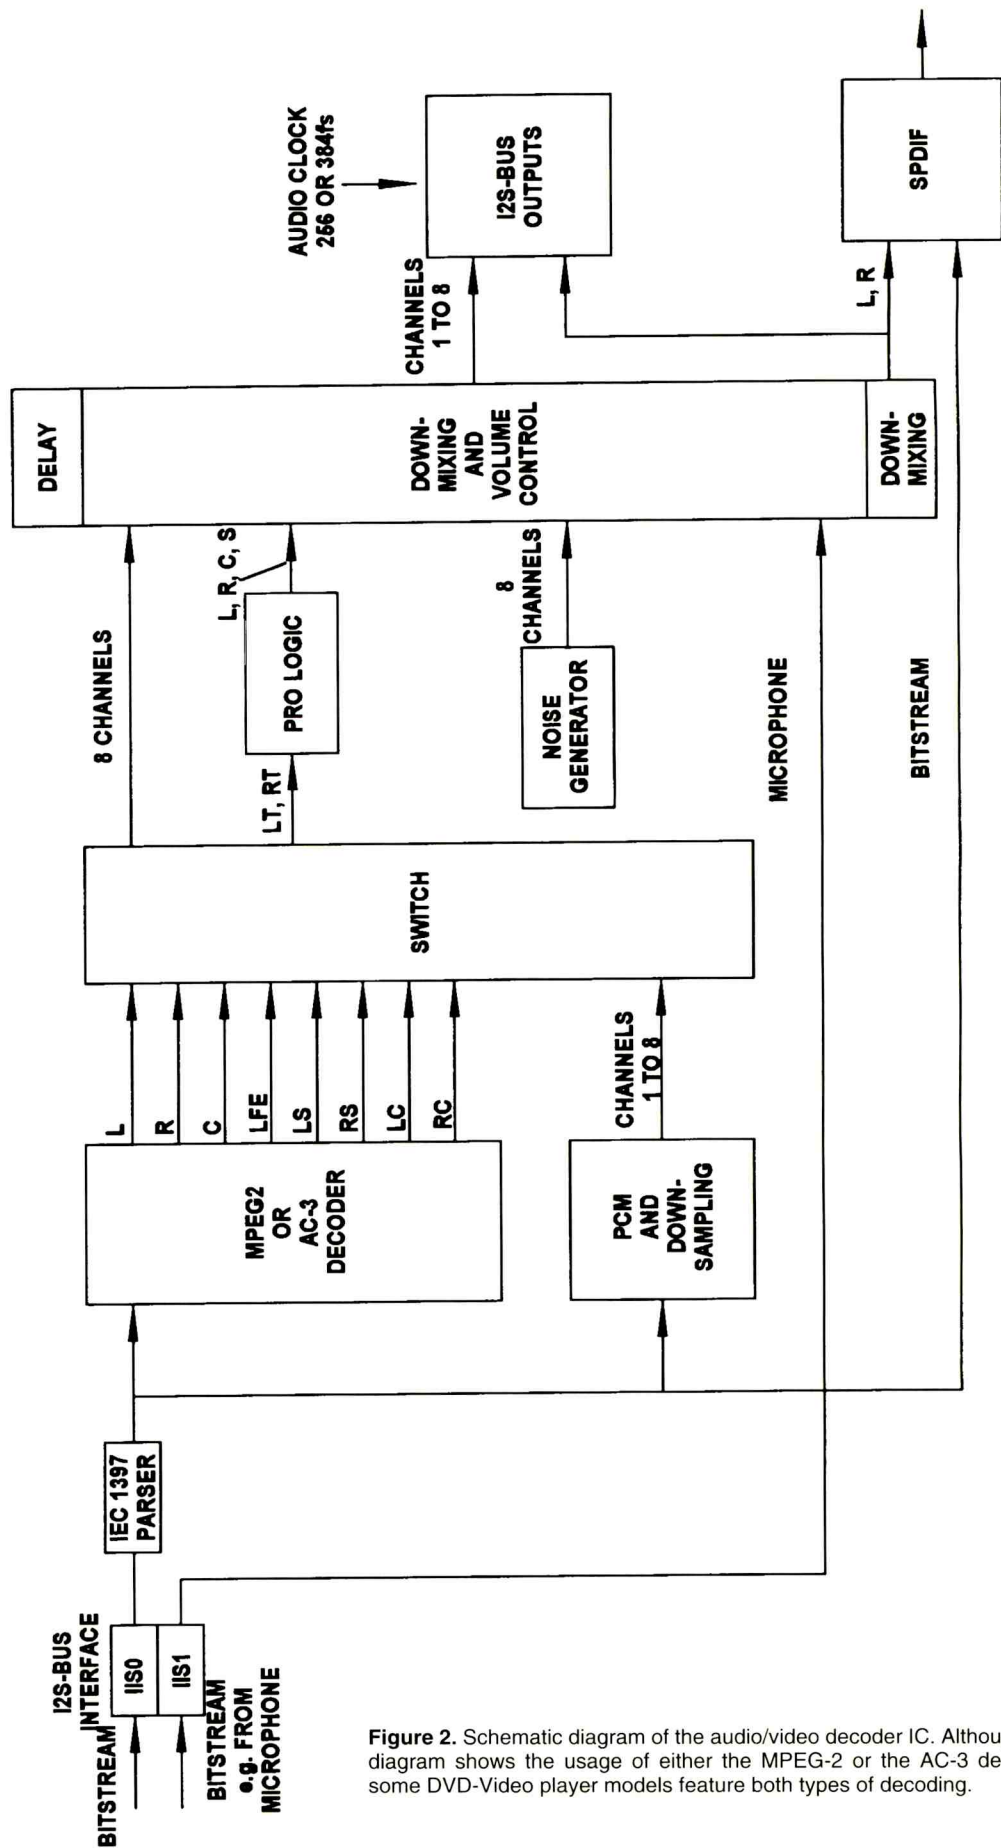 I2S-BUS
INTERFACE
BITSTREAM
IIS0
IIS1
BITSTREAM
e.g. FROM
MICROPHONE
IEC 1397
PARSER
MPEG2
OR
AC-3
DECODER
L
R
C
LFE
LS
RS
LC
RC
PCM
AND
DOWN-
SAMPLING
CHANNELS
1 TO 8
SWITCH
8 CHANNELS
LT, RT
PRO LOGIC
L, R, C, S
NOISE
GENERATOR
8
CHANNELS
MICROPHONE
BITSTREAM
DELAY
DOWN-
MIXING
AND
VOLUME
CONTROL
DOWN-
MIXING
CHANNELS
1 TO 8
L, R
AUDIO CLOCK
256 OR 384fs
I2S-BUS
OUTPUTS
SPDIF
Figure 2. Schematic diagram of the audio/video decoder IC. Althou
diagram shows the usage of either the MPEG-2 or the AC-3 de
some DVD-Video player models feature both types of decoding.